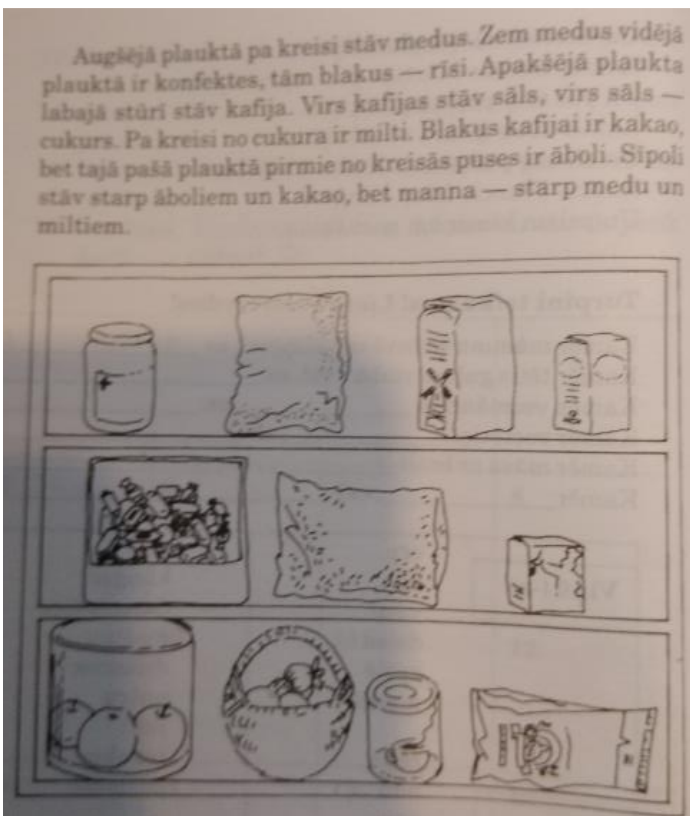 Augšējā plauktā pa kreisi stāv medus. Zem medus vidējā
plauktā ir konfektes, tām blakus — rīsi. Apakšējā plaukta
labajā stūrī stāv kafija. Virs kafijas stāv sāls, virs sāls —
cukurs. Pa kreisi no cukura ir milti. Blakus kafijai ir kakao,
bet tajā pašā plauktā pirmie no kreisās puses ir āboli. Sīpoli
stāv starp āboliem un kakao, bet manna — starp medu un
miltiem.